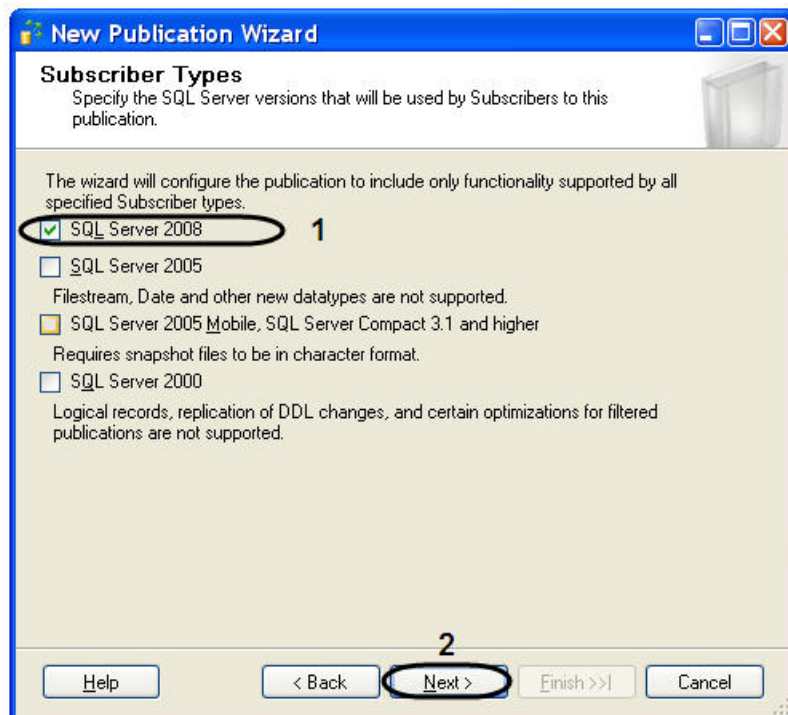 New Publication Wizard
Subscriber Types
Specify the SQL Server versions that will be used by Subscribers to this
publication.
The wizard will configure the publication to include only functionality supported by all
specified Subscriber types.
SQL Server 2008 1
SQL Server 2005
Filestream, Date and other new datatypes are not supported.
SQL Server 2005 Mobile, SQL Server Compact 3.1 and higher
Requires snapshot files to be in character format.
SQL Server 2000
Logical records, replication of DDL changes, and certain optimizations for filtered
publications are not supported.
2
Help < Back Next > Finish >>| Cancel